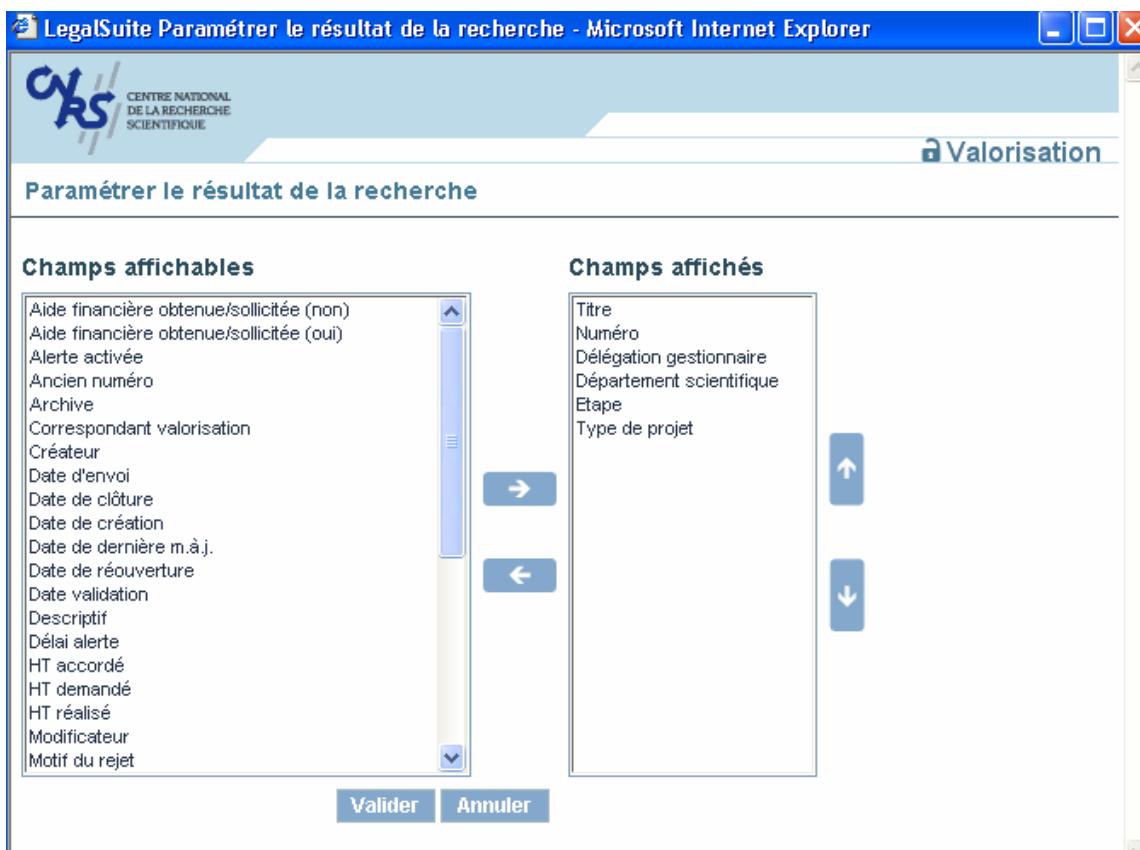 LegalSuite Paramétrer le résultat de la recherche - Microsoft Internet Explorer
CNRS
CENTRE NATIONAL
DE LA RECHERCHE
SCIENTIFIQUE
Valorisation
Paramétrer le résultat de la recherche
Champs affichables
Aide financière obtenue/sollicitée (non)
Aide financière obtenue/sollicitée (oui)
Alerte activée
Ancien numéro
Archive
Correspondant valorisation
Créateur
Date d'envoi
Date de clôture
Date de création
Date de dernière m.à.j.
Date de réouverture
Date validation
Descriptif
Délai alerte
HT accordé
HT demandé
HT réalisé
Modificateur
Motif du rejet
Champs affichés
Titre
Numéro
Délégation gestionnaire
Département scientifique
Etape
Type de projet
Valider
Annuler